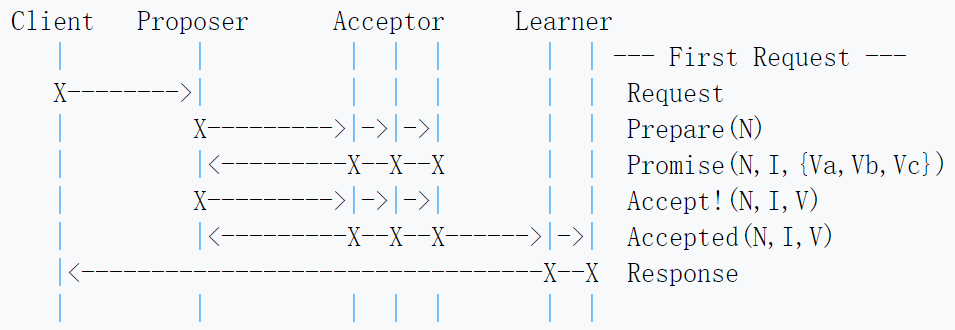 Client   Proposer      Acceptor     Learner
   |         |          |  |  |       |  | --- First Request ---
   X-------->|          |  |  |       |  |  Request
   |         X--------->|->|->|       |  |  Prepare(N)
   |         |<---------X--X--X       |  |  Promise(N,I,{Va,Vb,Vc})
   |         X--------->|->|->|       |  |  Accept!(N,I,V)
   |         |<---------X--X--X------>|->|  Accepted(N,I,V)
   |<---------------------------------X--X  Response
   |         |          |  |  |       |  |